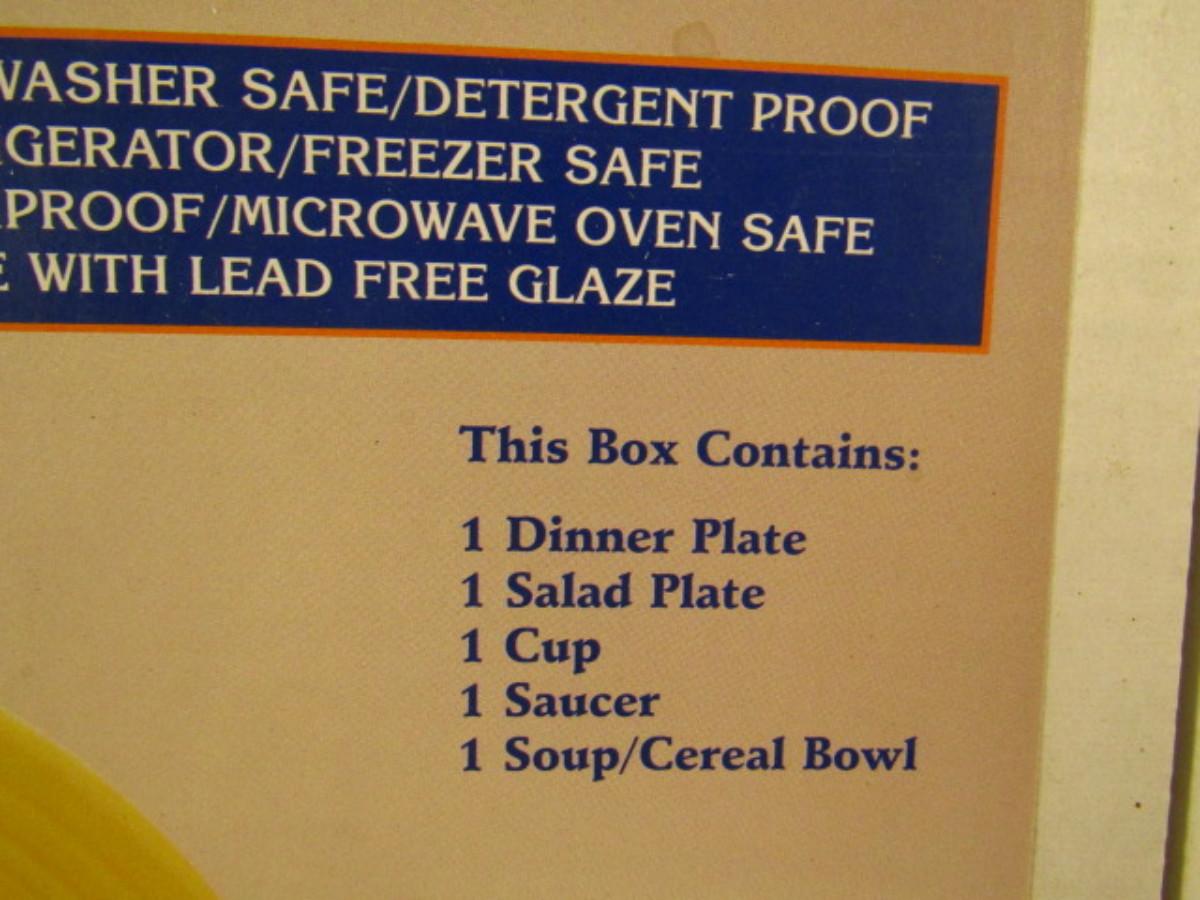 WASHER SAFE/DETERGENT PROOF
GERATOR/FREEZER SAFE
PROOF/MICROWAVE OVEN SAFE
E WITH LEAD FREE GLAZE
This Box Contains:
1 Dinner Plate
1 Salad Plate
1 Cup
1 Saucer
1 Soup/Cereal Bowl